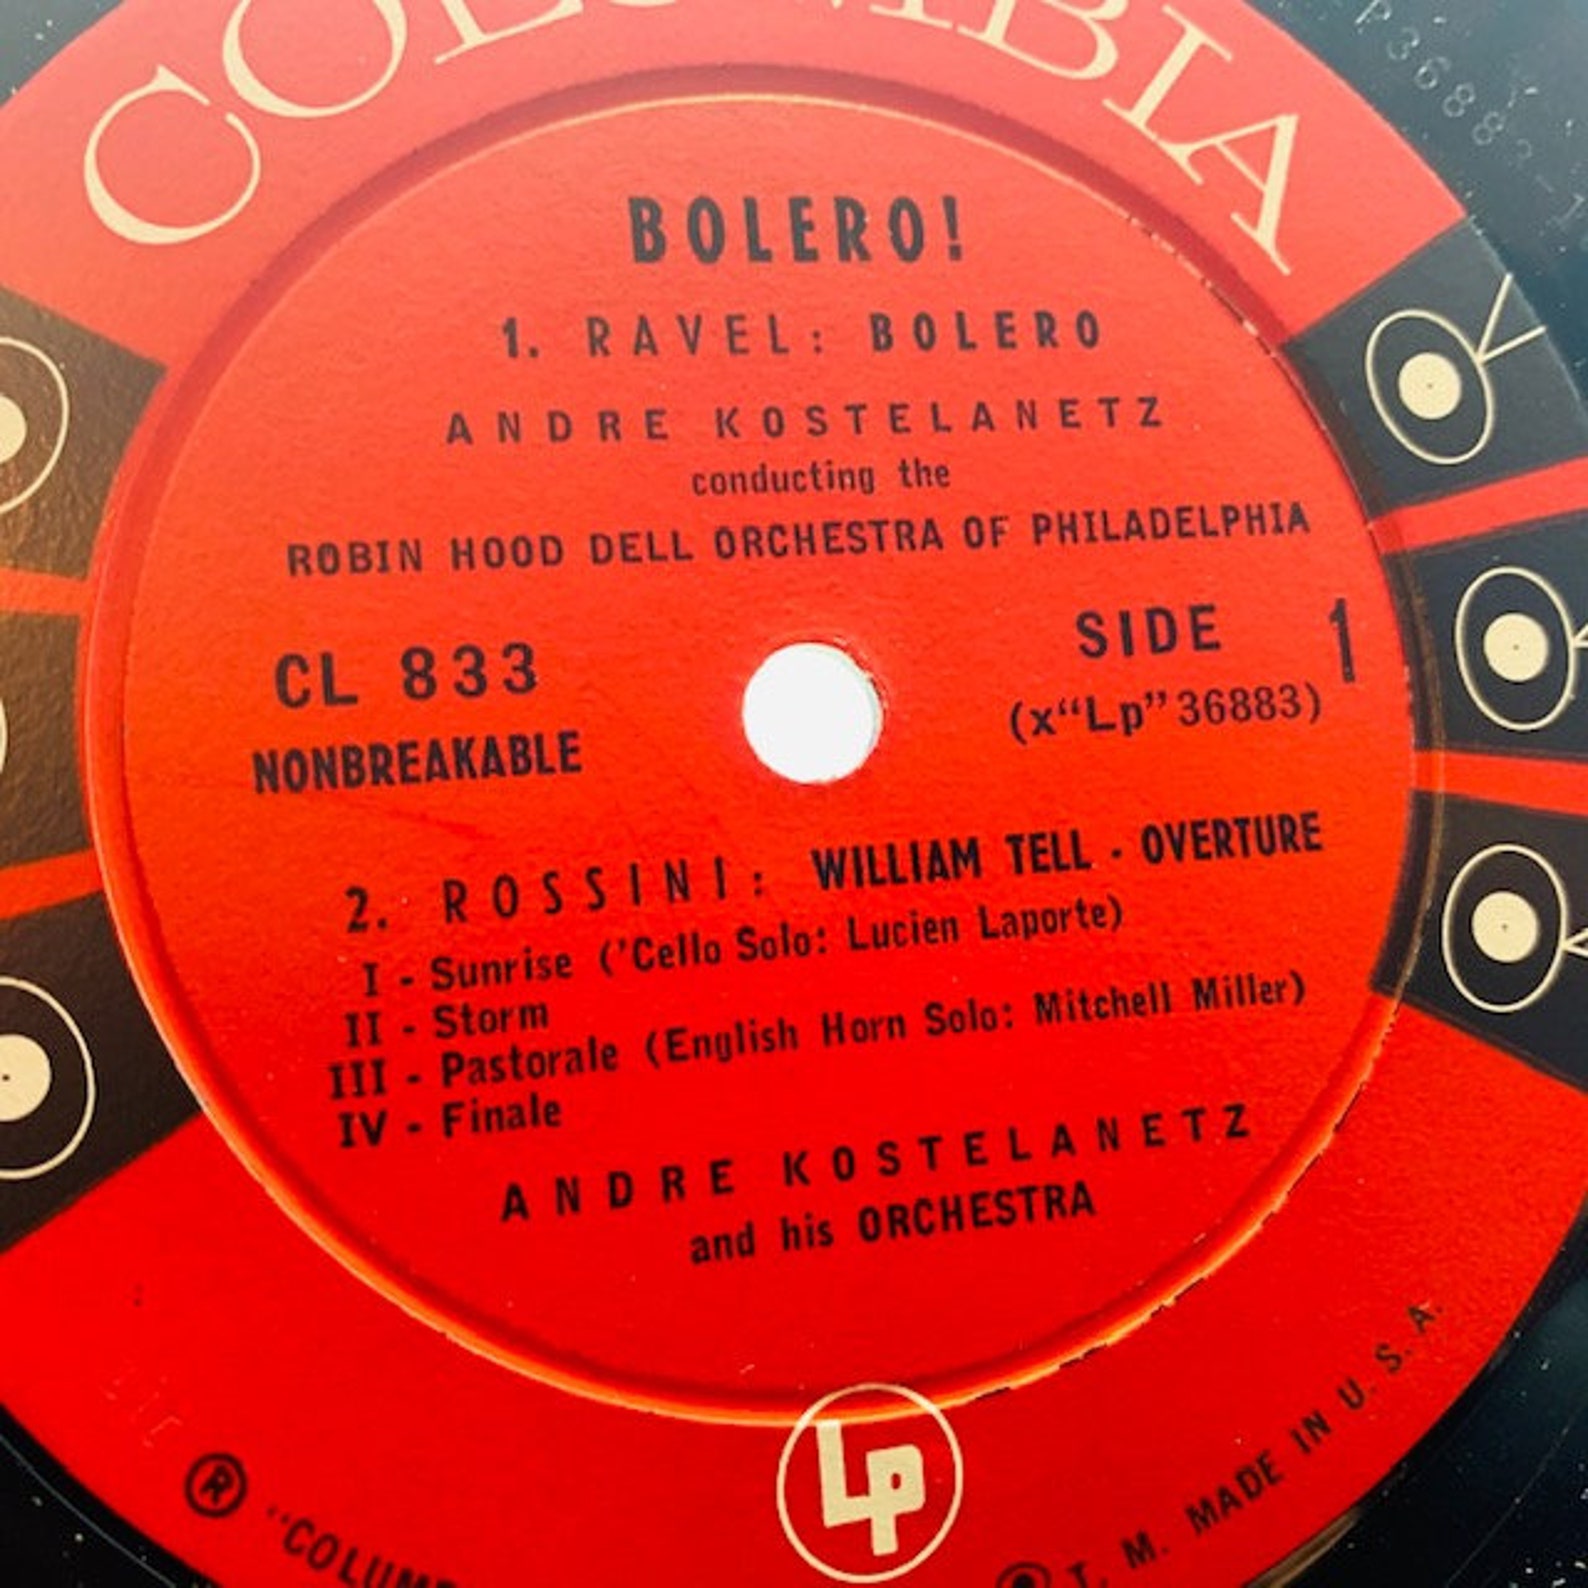 COLUMBIA
BOLERO!
1. RAVEL: BOLERO
ANDRE KOSTELANETZ
conducting the
ROBIN HOOD DELL ORCHESTRA OF PHILADELPHIA
CL 833
NONBREAKABLE
SIDE 1
(x“Lp”36883)
2. ROSSINI: WILLIAM TELL - OVERTURE
I - Sunrise ('Cello Solo: Lucien Laporte)
II - Storm
III - Pastorale (English Horn Solo: Mitchell Miller)
IV - Finale
ANDRE KOSTELANETZ
and his ORCHESTRA
Lp
® "COLUM
T. M. MADE IN U. S. A.